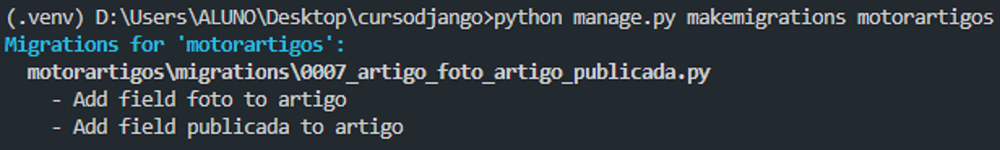 (.venv) D:\Users\ALUNO\Desktop\cursodjango>python manage.py makemigrations motorartigos
Migrations for 'motorartigos':
  motorartigos\migrations\0007_artigo_foto_artigo_publicada.py
    - Add field foto to artigo
    - Add field publicada to artigo